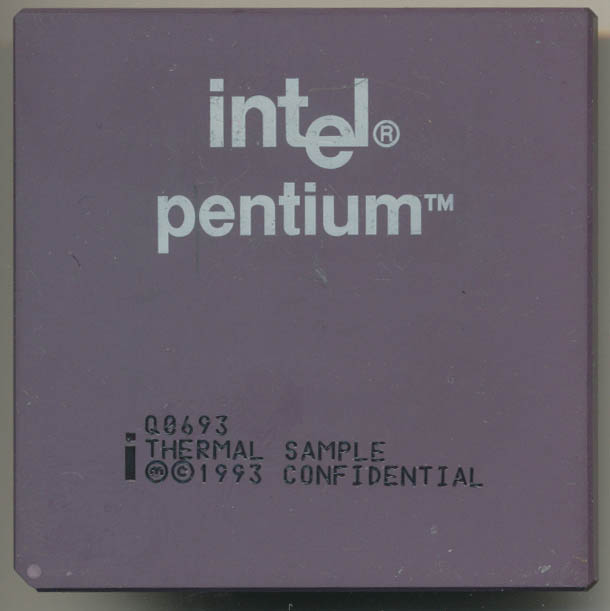 intel®
pentium™
Q0693
i THERMAL SAMPLE
ⓜ©1993 CONFIDENTIAL